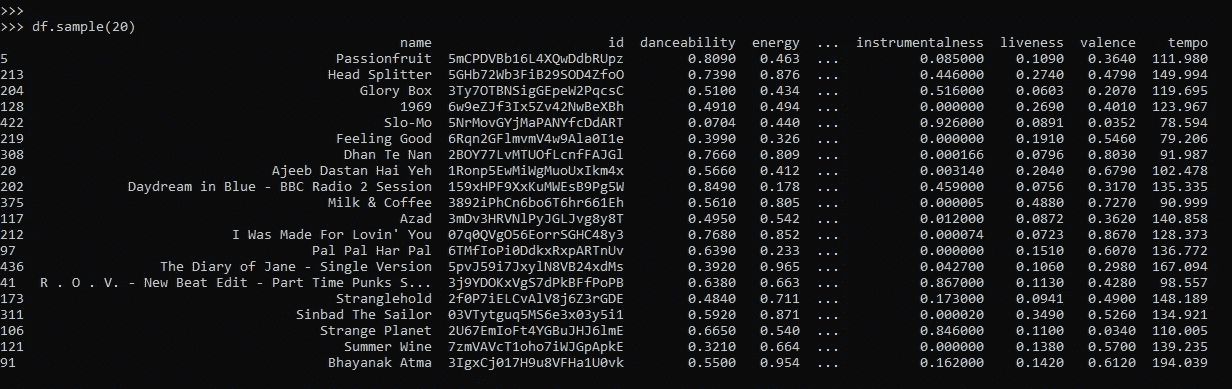 >>>
>>> df.sample(20)
name id danceability energy ... instrumentalness liveness valence tempo
5 Passionfruit 5mCPDVBb16L4XQwDdbRUpz 0.8090 0.463 ... 0.085000 0.1090 0.3640 111.980
213 Head Splitter 5GHb72Wb3FiB29SOD4ZfoO 0.7390 0.876 ... 0.446000 0.2740 0.4790 149.994
204 Glory Box 3Ty7OTBNSigGEpeW2PqcsC 0.5100 0.434 ... 0.516000 0.0603 0.2070 119.695
128 1969 6w9eZJf3Ix5Zv42NwBeXBh 0.4910 0.494 ... 0.000000 0.2690 0.4010 123.967
422 Slo-Mo 5NrMovGYjMaPANYfcDdART 0.0704 0.440 ... 0.926000 0.0891 0.0352 78.594
219 Feeling Good 6Rqn2GFlmvmV4w9Ala0I1e 0.3990 0.326 ... 0.000000 0.1910 0.5460 79.206
308 Dhan Te Nan 2BOY77LvMTUOfLcnfFAJGl 0.7660 0.809 ... 0.000166 0.0796 0.8030 91.987
20 Ajeeb Dastan Hai Yeh 1Ronp5EwMiWgMuoUxIkm4x 0.5660 0.412 ... 0.003140 0.2040 0.6790 102.478
202 Daydream in Blue - BBC Radio 2 Session 159xHPF9XxKuMWEsB9Pg5W 0.8490 0.178 ... 0.459000 0.0756 0.3170 135.335
375 Milk & Coffee 3892iPhCn6bo6T6hr661Eh 0.5610 0.805 ... 0.000005 0.4880 0.7270 90.999
117 Azad 3mDv3HRVNlPyJGLJvg8y8T 0.4950 0.542 ... 0.012000 0.0872 0.3620 140.858
212 I Was Made For Lovin' You 07q0QVgO56EorrSGHC48y3 0.7680 0.852 ... 0.000074 0.0723 0.8670 128.373
97 Pal Pal Har Pal 6TMfIoPi0DdkxRxpARTnUv 0.6390 0.233 ... 0.000000 0.1510 0.6070 136.772
436 The Diary of Jane - Single Version 5pvJ59i7JxylN8VB24xdMs 0.3920 0.965 ... 0.042700 0.1060 0.2980 167.094
41 R . O . V. - New Beat Edit - Part Time Punks S... 3j9YDOKxVgS7dPkBFfPoPB 0.6380 0.663 ... 0.867000 0.1130 0.4280 98.557
173 Stranglehold 2f0P7iELCvAlV8j6Z3rGDE 0.4840 0.711 ... 0.173000 0.0941 0.4900 148.189
311 Sinbad The Sailor 03VTytguq5MS6e3x03y5i1 0.5920 0.871 ... 0.000020 0.3490 0.5260 134.921
106 Strange Planet 2U67EmIoFt4YGBuJHJ6lmE 0.6650 0.540 ... 0.846000 0.1100 0.0340 110.005
121 Summer Wine 7zmVAVcT1oho7iWJGpApkE 0.3210 0.664 ... 0.000000 0.1380 0.5700 139.235
91 Bhayanak Atma 3IgxCj017H9u8VFHa1U0vk 0.5500 0.954 ... 0.162000 0.1420 0.6120 194.039